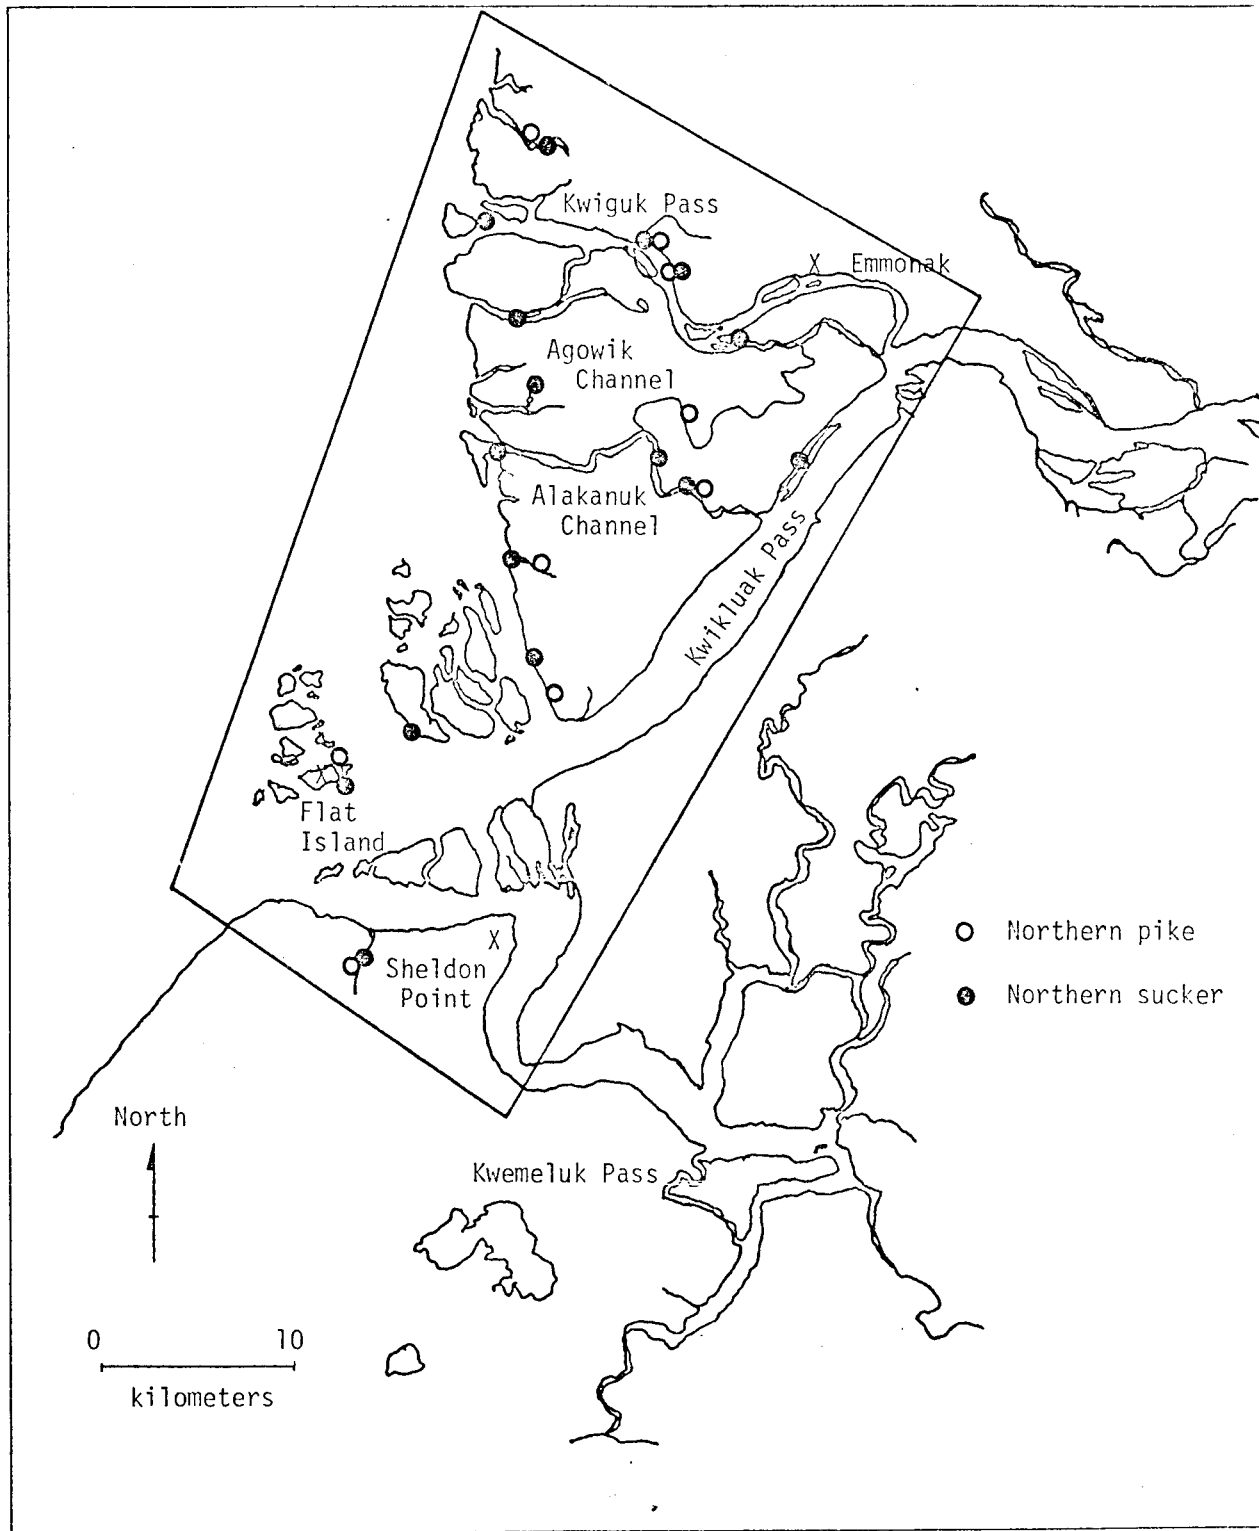 Kwiguk Pass
X Emmonak
Agowik
Channel
Alakanuk
Channel
Kwikluak Pass
Flat
Island
X
Sheldon
Point
Northern pike
Northern sucker
North
Kwemeluk Pass
0 10
kilometers